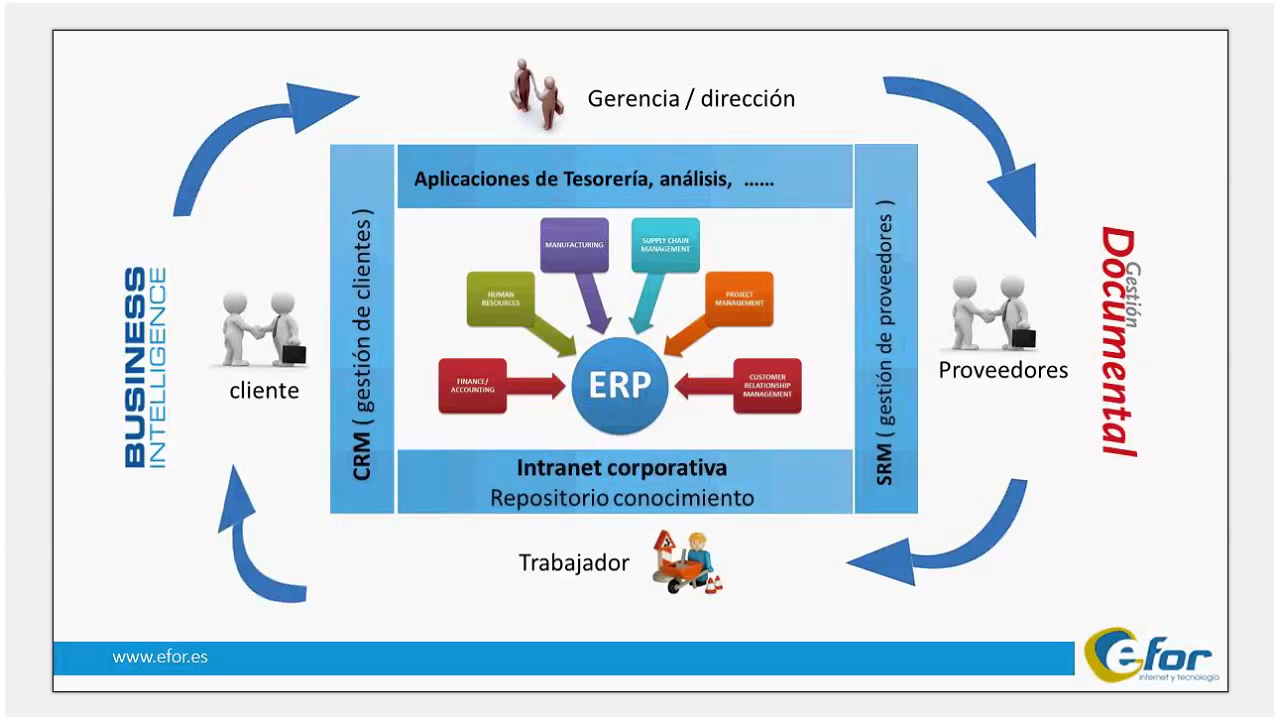 Gerencia / dirección
Aplicaciones de Tesorería, análisis, ......
CRM ( gestión de clientes )
SRM ( gestión de proveedores )
MANUFACTURING
SUPPLY CHAIN
MANAGEMENT
HUMAN
RESOURCES
PROJECT
MANAGEMENT
FINANCE/
ACCOUNTING
ERP
CUSTOMER
RELATIONSHIP
MANAGEMENT
BUSINESS
INTELLIGENCE
cliente
Proveedores
Gestión
Documental
Intranet corporativa
Repositorio conocimiento
Trabajador
www.efor.es
efor
internet y tecnología